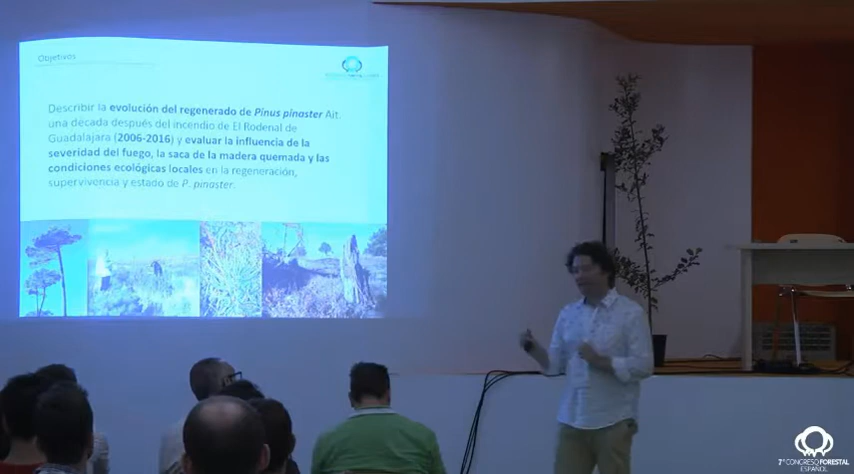 Objetivos
Describir la evolución del regenerado de Pinus pinaster Ait.
una década después del incendio de El Rodenal de
Guadalajara (2006-2016) y evaluar la influencia de la
severidad del fuego, la saca de la madera quemada y las
condiciones ecológicas locales en la regeneración,
supervivencia y estado de P. pinaster.
7º CONGRESO FORESTAL
ESPAÑOL